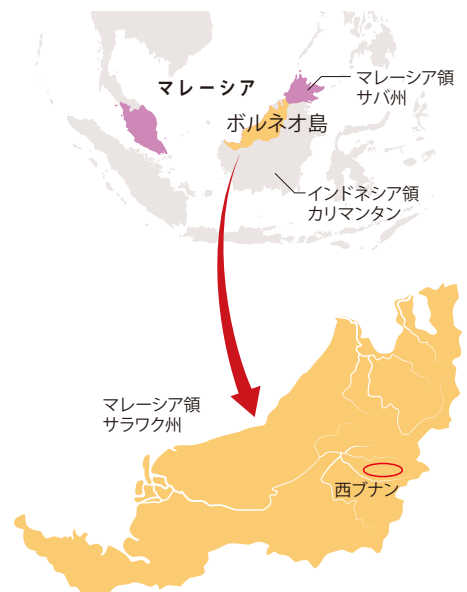 マレーシア
マレーシア領
サバ州
ボルネオ島
インドネシア領
カリマンタン
マレーシア領
サラワク州
西プナン